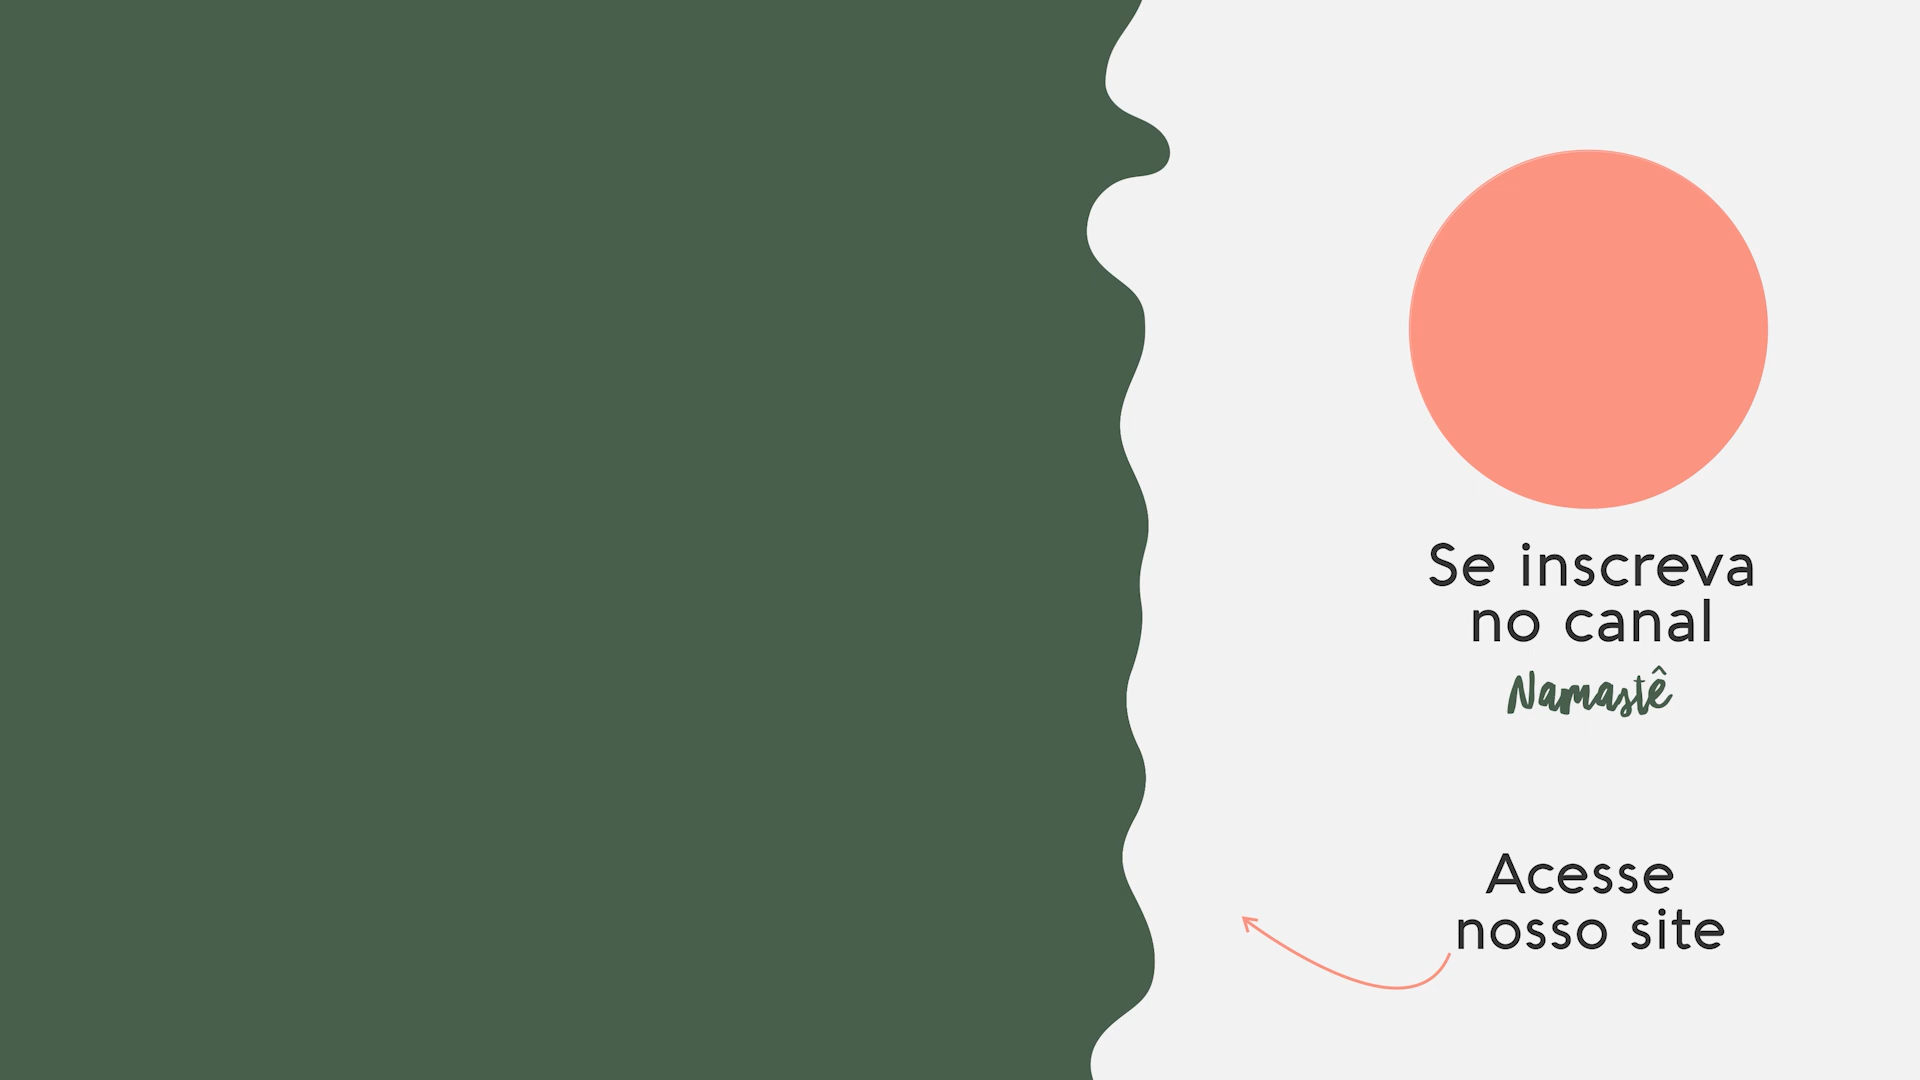 Se inscreva
no canal
Namastê
Acesse
nosso site